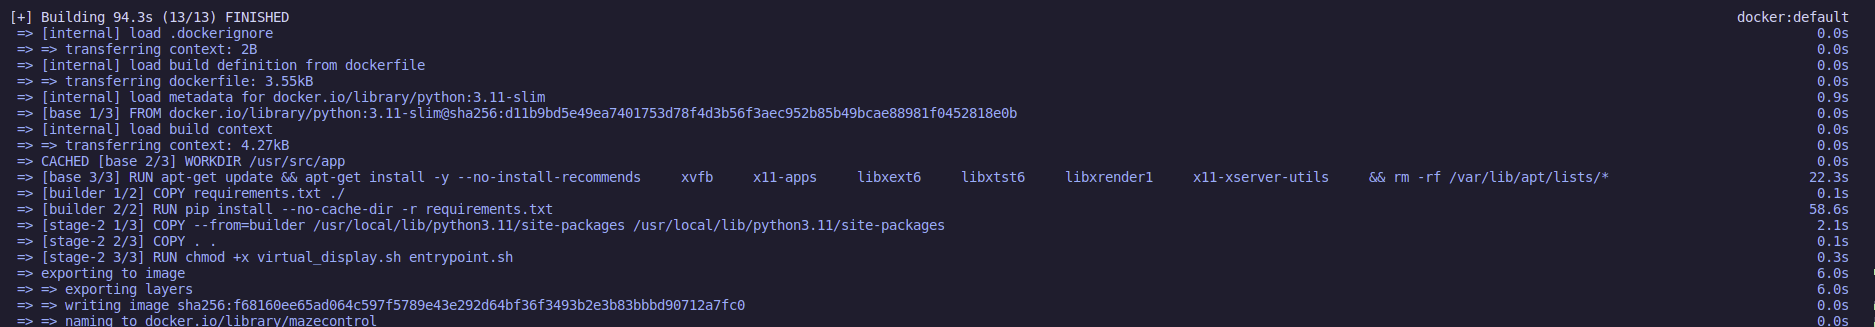 [+] Building 94.3s (13/13) FINISHED docker:default
=> [internal] load .dockerignore 0.0s
=> => transferring context: 2B 0.0s
=> [internal] load build definition from dockerfile 0.0s
=> => transferring dockerfile: 3.55kB 0.0s
=> [internal] load metadata for docker.io/library/python:3.11-slim 0.9s
=> [base 1/3] FROM docker.io/library/python:3.11-slim@sha256:d11b9bd5e49ea7401753d78f4d3b56f3aec952b85b49bcae88981f0452818e0b 0.0s
=> [internal] load build context 0.0s
=> => transferring context: 4.27kB 0.0s
=> CACHED [base 2/3] WORKDIR /usr/src/app 0.0s
=> [base 3/3] RUN apt-get update && apt-get install -y --no-install-recommends     xvfb     x11-apps     libxext6     libxtst6     libxrender1     x11-xserver-utils     && rm -rf /var/lib/apt/lists/* 22.3s
=> [builder 1/2] COPY requirements.txt ./ 0.1s
=> [builder 2/2] RUN pip install --no-cache-dir -r requirements.txt 58.6s
=> [stage-2 1/3] COPY --from=builder /usr/local/lib/python3.11/site-packages /usr/local/lib/python3.11/site-packages 2.1s
=> [stage-2 2/3] COPY . . 0.1s
=> [stage-2 3/3] RUN chmod +x virtual_display.sh entrypoint.sh 0.3s
=> exporting to image 6.0s
=> => exporting layers 6.0s
=> => writing image sha256:f68160ee65ad064c597f5789e43e292d64bf36f3493b2e3b83bbbd90712a7fc0 0.0s
=> => naming to docker.io/library/mazecontrol 0.0s